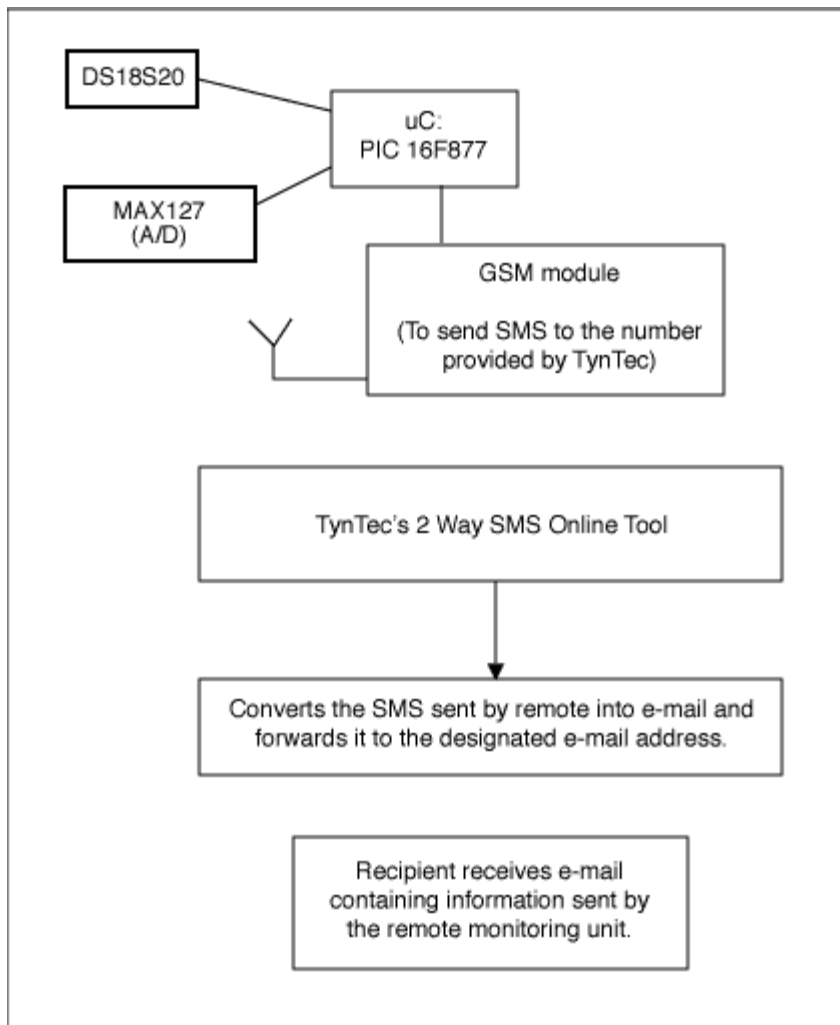 DS18S20
uC:
PIC 16F877
MAX127
(A/D)
GSM module
(To send SMS to the number
provided by TynTec)
TynTec's 2 Way SMS Online Tool
Converts the SMS sent by remote into e-mail and
forwards it to the designated e-mail address.
Recipient receives e-mail
containing information sent by
the remote monitoring unit.